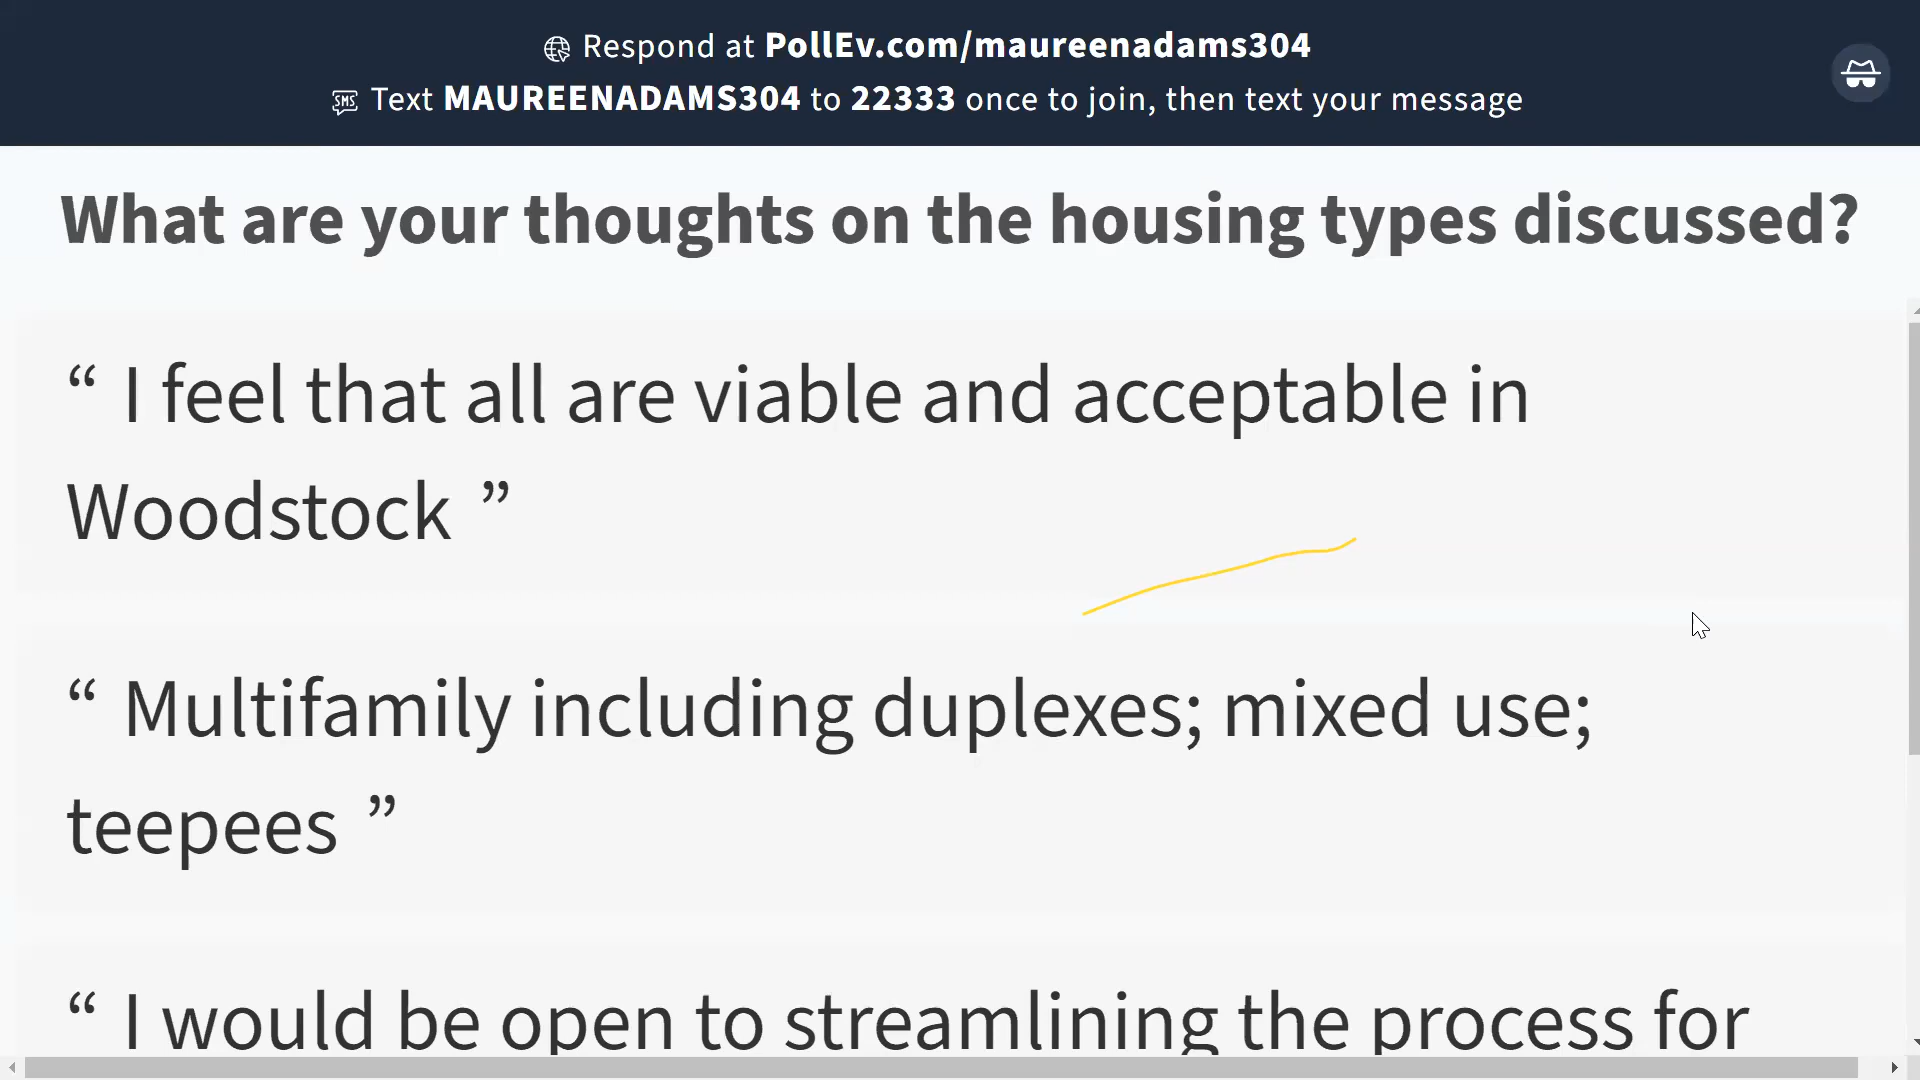 Respond at PollEv.com/maureenadams304
SMS Text MAUREENADAMS304 to 22333 once to join, then text your message
What are your thoughts on the housing types discussed?
“ I feel that all are viable and acceptable in
Woodstock ”
“ Multifamily including duplexes; mixed use;
teepees ”
“ I would be open to streamlining the process for